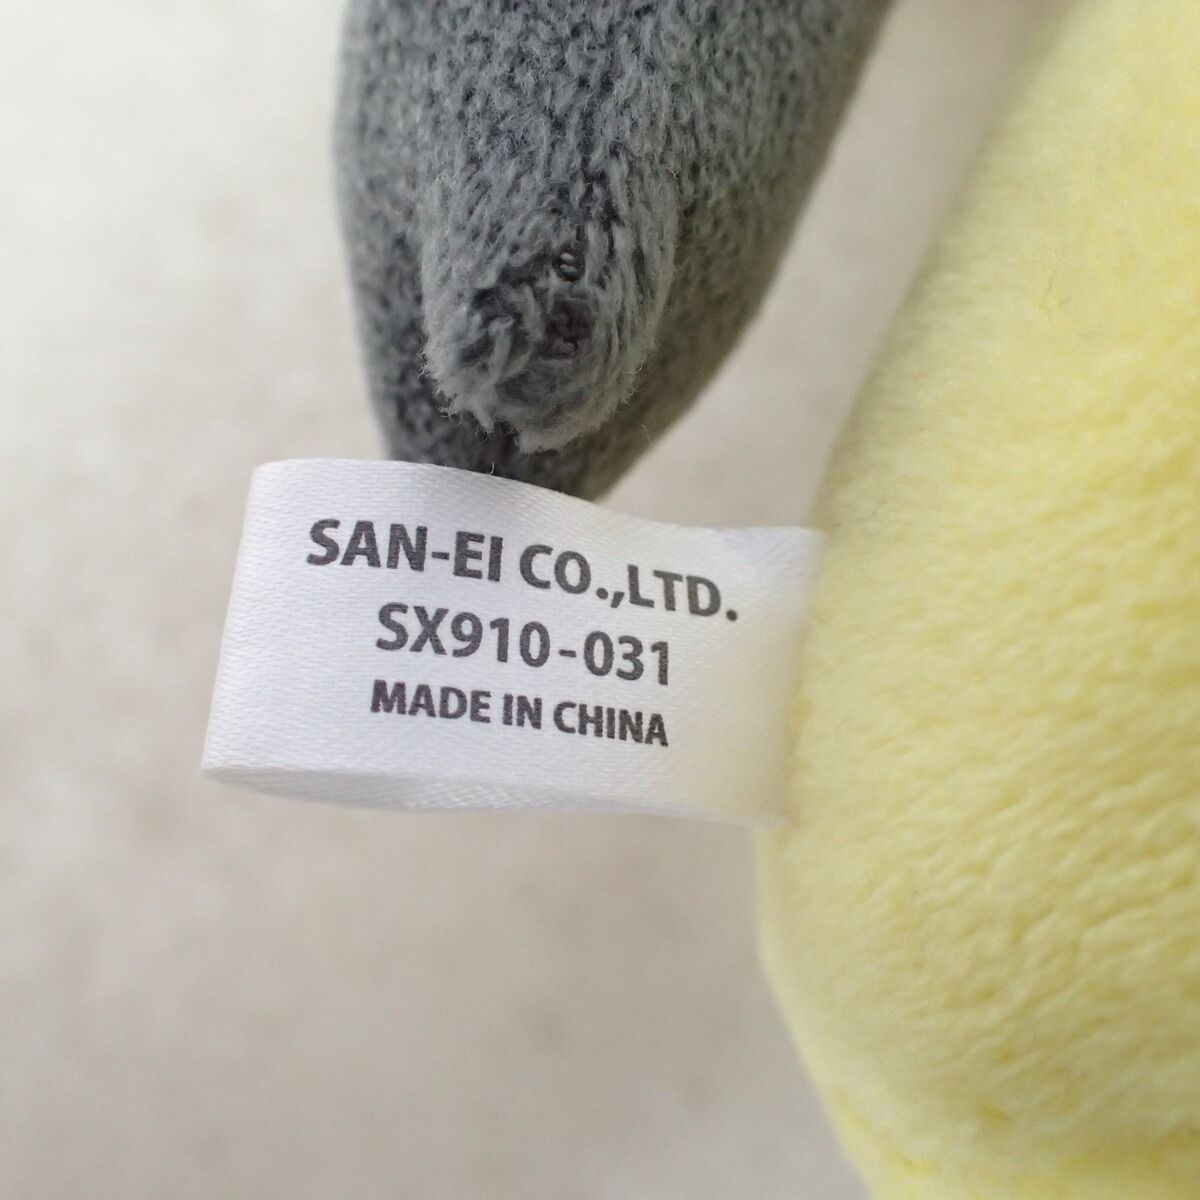 SAN-EI CO.,LTD.
SX910-031
MADE IN CHINA